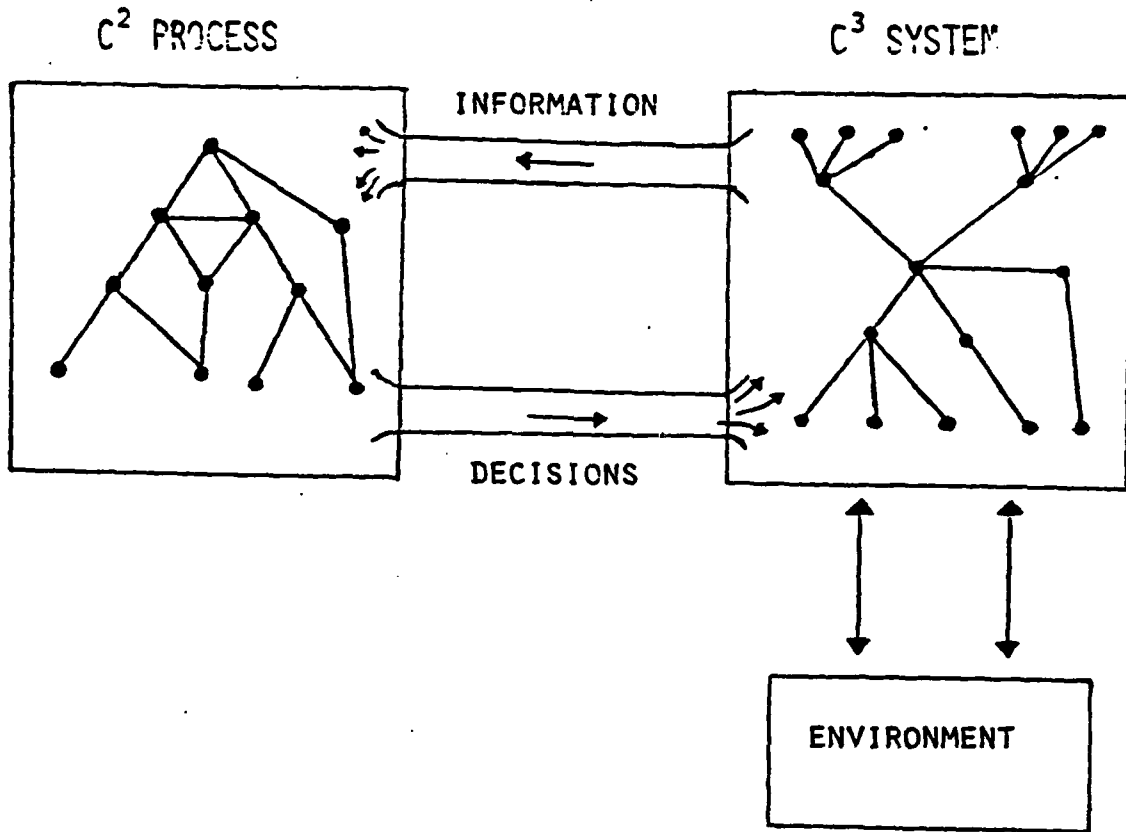 C² PROCESS
C³ SYSTEM
INFORMATION
DECISIONS
ENVIRONMENT